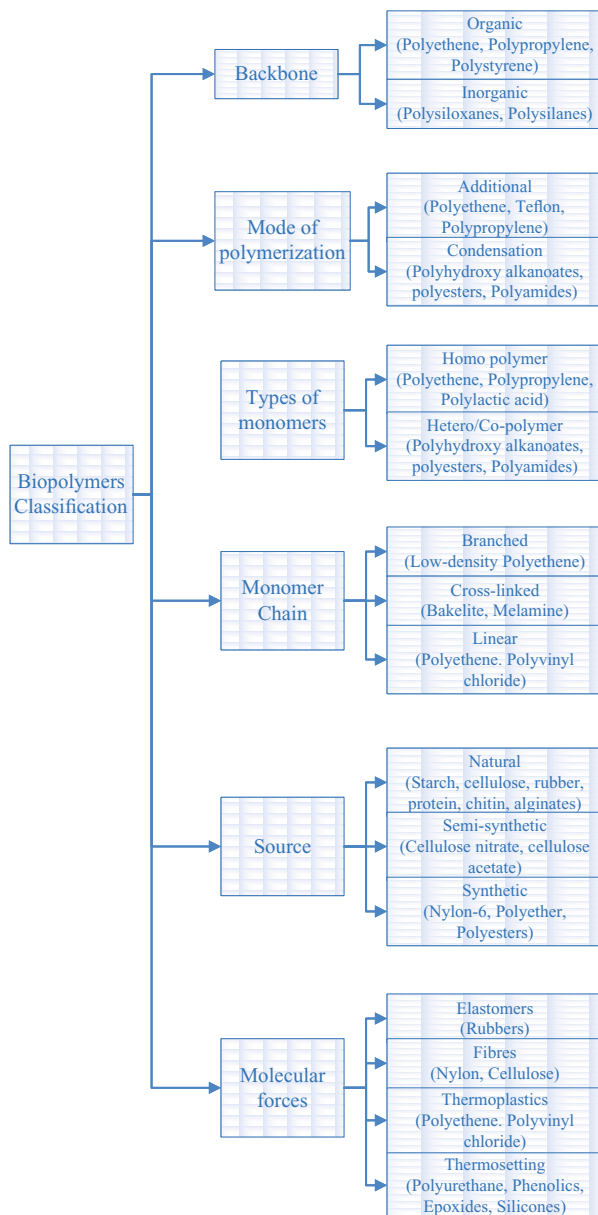 Biopolymers
Classification
Backbone
Organic
(Polyethene, Polypropylene,
Polystyrene)
Inorganic
(Polysiloxanes, Polysilanes)
Mode of
polymerization
Additional
(Polyethene, Teflon,
Polypropylene)
Condensation
(Polyhydroxy alkanoates,
polyesters, Polyamides)
Types of
monomers
Homo polymer
(Polyethene, Polypropylene,
Polylactic acid)
Hetero/Co-polymer
(Polyhydroxy alkanoates,
polyesters, Polyamides)
Monomer
Chain
Branched
(Low-density Polyethene)
Cross-linked
(Bakelite, Melamine)
Linear
(Polyethene. Polyvinyl
chloride)
Source
Natural
(Starch, cellulose, rubber,
protein, chitin, alginates)
Semi-synthetic
(Cellulose nitrate, cellulose
acetate)
Synthetic
(Nylon-6, Polyether,
Polyesters)
Molecular
forces
Elastomers
(Rubbers)
Fibres
(Nylon, Cellulose)
Thermoplastics
(Polyethene. Polyvinyl
chloride)
Thermosetting
(Polyurethane, Phenolics,
Epoxides, Silicones)